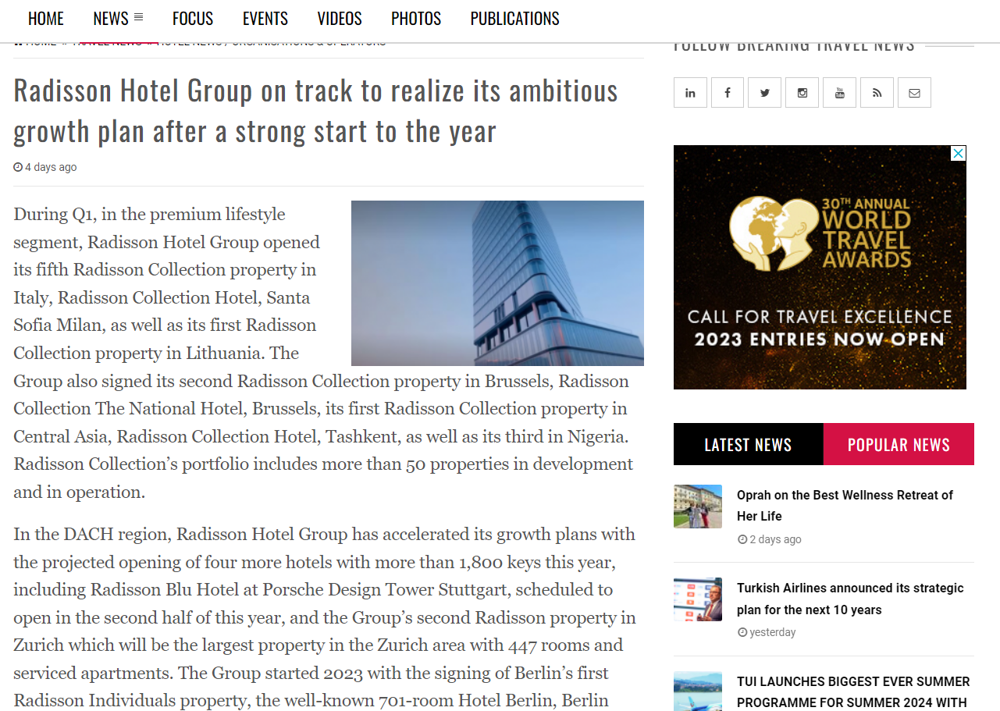 HOME NEWS FOCUS EVENTS VIDEOS PHOTOS PUBLICATIONS
HOME » TRAVEL NEWS » HOTEL NEWS / ORGANISATIONS & OPERATORS
Radisson Hotel Group on track to realize its ambitious
growth plan after a strong start to the year
4 days ago
During Q1, in the premium lifestyle
segment, Radisson Hotel Group opened
its fifth Radisson Collection property in
Italy, Radisson Collection Hotel, Santa
Sofia Milan, as well as its first Radisson
Collection property in Lithuania. The
Group also signed its second Radisson Collection property in Brussels, Radisson
Collection The National Hotel, Brussels, its first Radisson Collection property in
Central Asia, Radisson Collection Hotel, Tashkent, as well as its third in Nigeria.
Radisson Collection’s portfolio includes more than 50 properties in development
and in operation.
In the DACH region, Radisson Hotel Group has accelerated its growth plans with
the projected opening of four more hotels with more than 1,800 keys this year,
including Radisson Blu Hotel at Porsche Design Tower Stuttgart, scheduled to
open in the second half of this year, and the Group’s second Radisson property in
Zurich which will be the largest property in the Zurich area with 447 rooms and
serviced apartments. The Group started 2023 with the signing of Berlin’s first
Radisson Individuals property, the well-known 701-room Hotel Berlin, Berlin
FOLLOW BREAKING TRAVEL NEWS
in f You Tube
30TH ANNUAL
WORLD
TRAVEL
AWARDS
CALL FOR TRAVEL EXCELLENCE
2023 ENTRIES NOW OPEN
LATEST NEWS POPULAR NEWS
Oprah on the Best Wellness Retreat of
Her Life
2 days ago
Turkish Airlines announced its strategic
plan for the next 10 years
yesterday
TUI LAUNCHES BIGGEST EVER SUMMER
PROGRAMME FOR SUMMER 2024 WITH